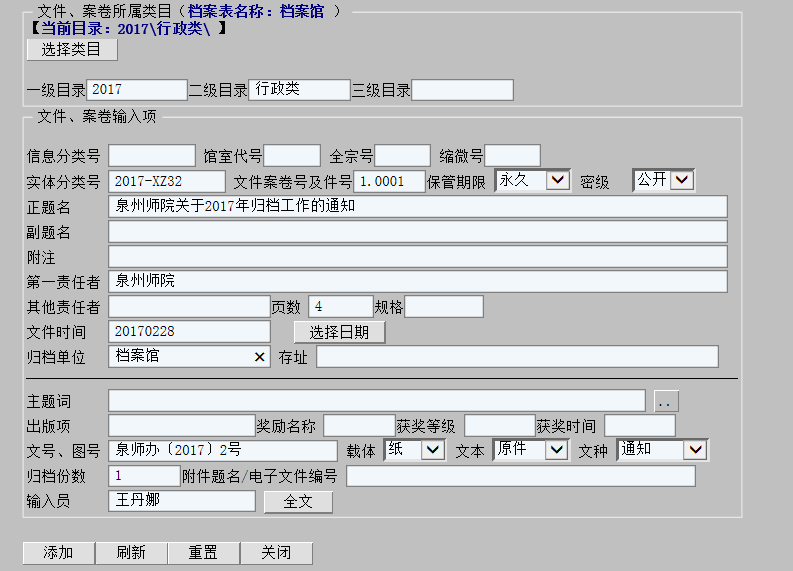 文件、案卷所属类目（档案表名称：档案馆 ）
【当前目录：2017\行政类\ 】
选择类目
一级目录 2017 二级目录 行政类 三级目录
文件、案卷输入项
信息分类号 馆室代号 全宗号 缩微号
实体分类号 2017-XZ32 文件案卷号及件号 1.0001 保管期限 永久 密级 公开
正题名 泉州师院关于2017年归档工作的通知
副题名
附注
第一责任者 泉州师院
其他责任者 页数 4 规格
文件时间 20170228 选择日期
归档单位 档案馆 × 存址
主题词 ..
出版项 奖励名称 获奖等级 获奖时间
文号、图号 泉师办〔2017〕2号 载体 纸 文本 原件 文种 通知
归档份数 1 附件题名/电子文件编号
输入员 王丹娜 全文
添加 刷新 重置 关闭